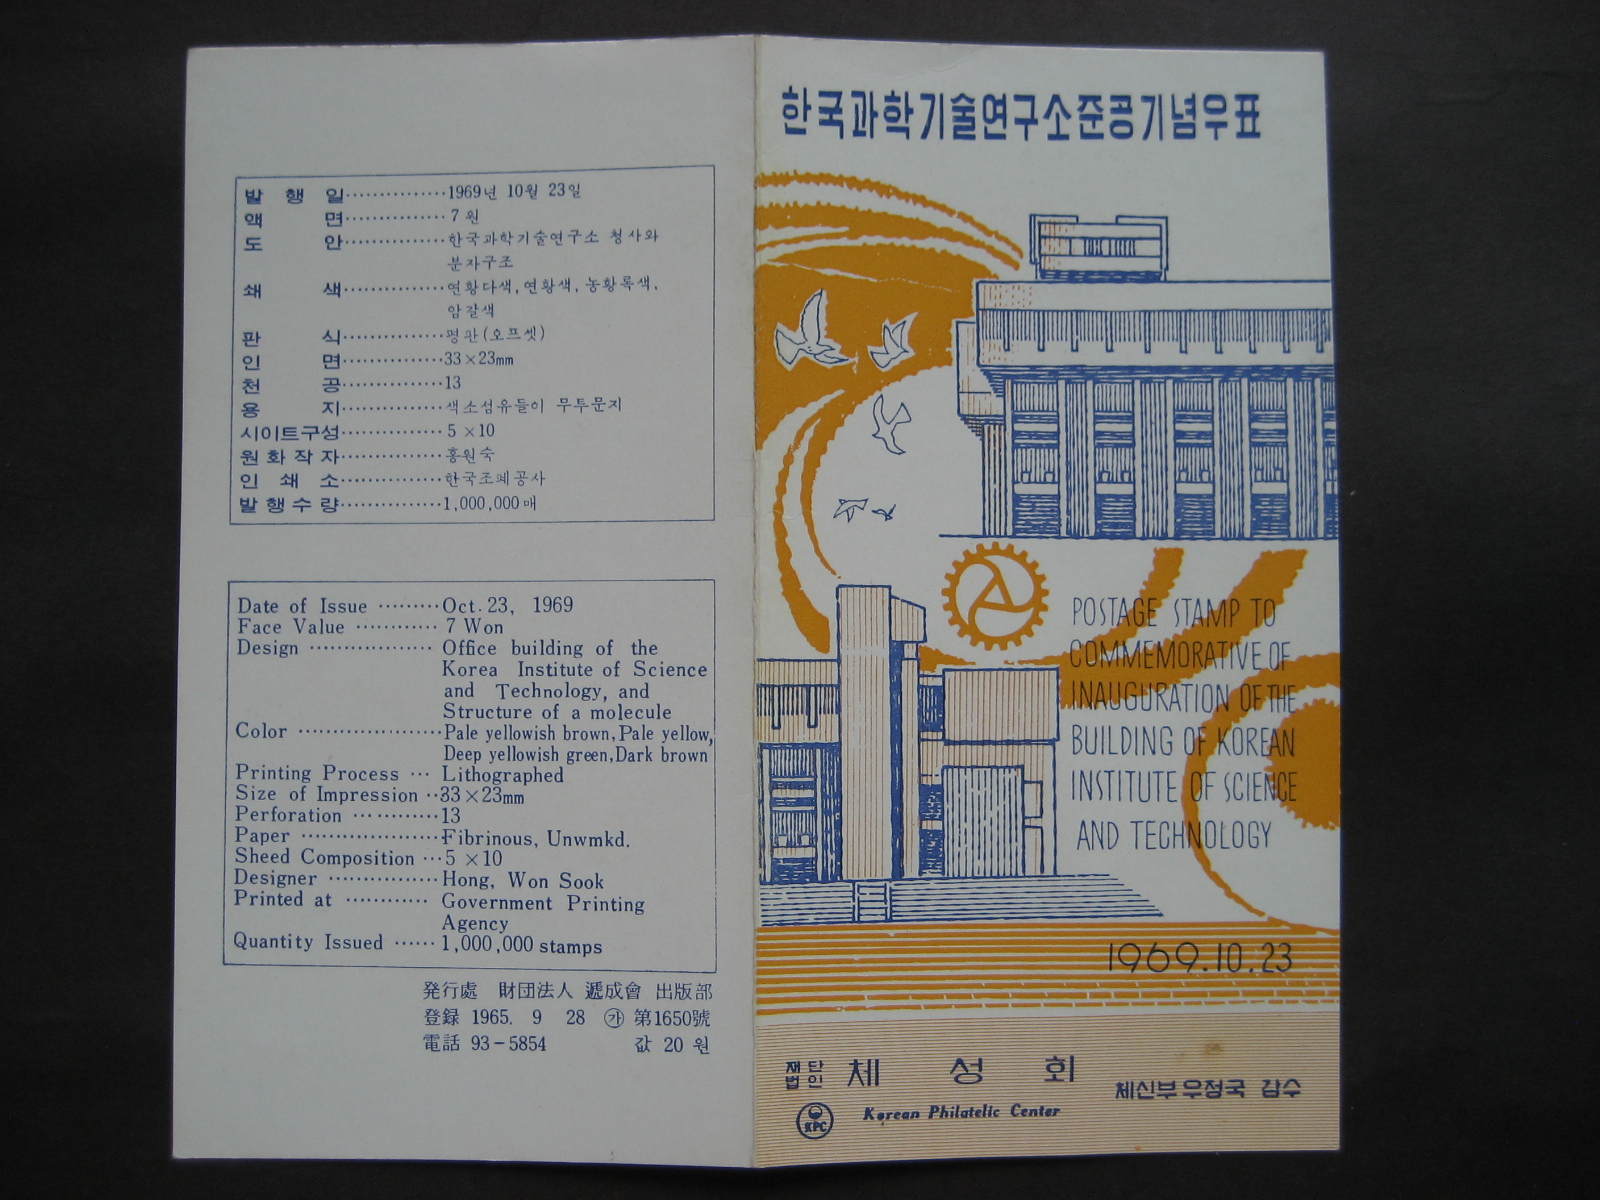 발 행 일 ··············· 1969년 10월 23일
액 면 ··············· 7 원
도 안 ··············· 한국과학기술연구소 청사와
분자구조
쇄 색 ··············· 연황다색, 연황색, 농황록색,
암갈색
판 식 ··············· 평판(오프셋)
인 면 ··············· 33×23mm
천 공 ··············· 13
용 지 ··············· 색소섬유들이 무투문지
시이트구성 ··············· 5 ×10
원 화 작 자 ··············· 홍원숙
인 쇄 소 ··············· 한국조폐공사
발 행 수 량 ··············· 1,000,000매
Date of Issue ········· Oct. 23, 1969
Face Value ············ 7 Won
Design ·················· Office building of the
Korea Institute of Science
and Technology, and
Structure of a molecule
Color ····················· Pale yellowish brown, Pale yellow,
Deep yellowish green, Dark brown
Printing Process ··· Lithographed
Size of Impression ·· 33×23mm
Perforation ············ 13
Paper ····················· Fibrinous, Unwmkd.
Sheed Composition ··· 5 ×10
Designer ················ Hong, Won Sook
Printed at ············ Government Printing
Agency
Quantity Issued ······ 1,000,000 stamps
発行處 財団法人 遞成會 出版部
登録 1965. 9 28 ㉮ 第1650號
電話 93-5854 값 20 원
한국과학기술연구소준공기념우표
POSTAGE STAMP TO
COMMEMORATIVE OF
INAUGURATION OF THE
BUILDING OF KOREAN
INSTITUTE OF SCIENCE
AND TECHNOLOGY
1969.10.23
재단
법인 체 성 회
체신부 우정국 감수
KPC Korean Philatelic Center